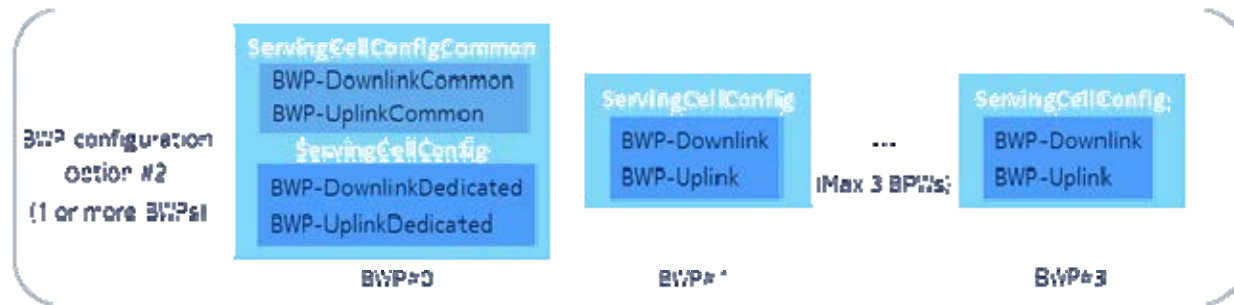 BWP configuration
option #2
(1 or more BWPs)
ServingCellConfigCommon
BWP-DownlinkCommon
BWP-UplinkCommon
ServingCellConfig
BWP-DownlinkDedicated
BWP-UplinkDedicated
BWP#0
ServingCellConfig
BWP-Downlink
BWP-Uplink
BWP#1
...
(Max 3 BPWs)
ServingCellConfig
BWP-Downlink
BWP-Uplink
BWP#3